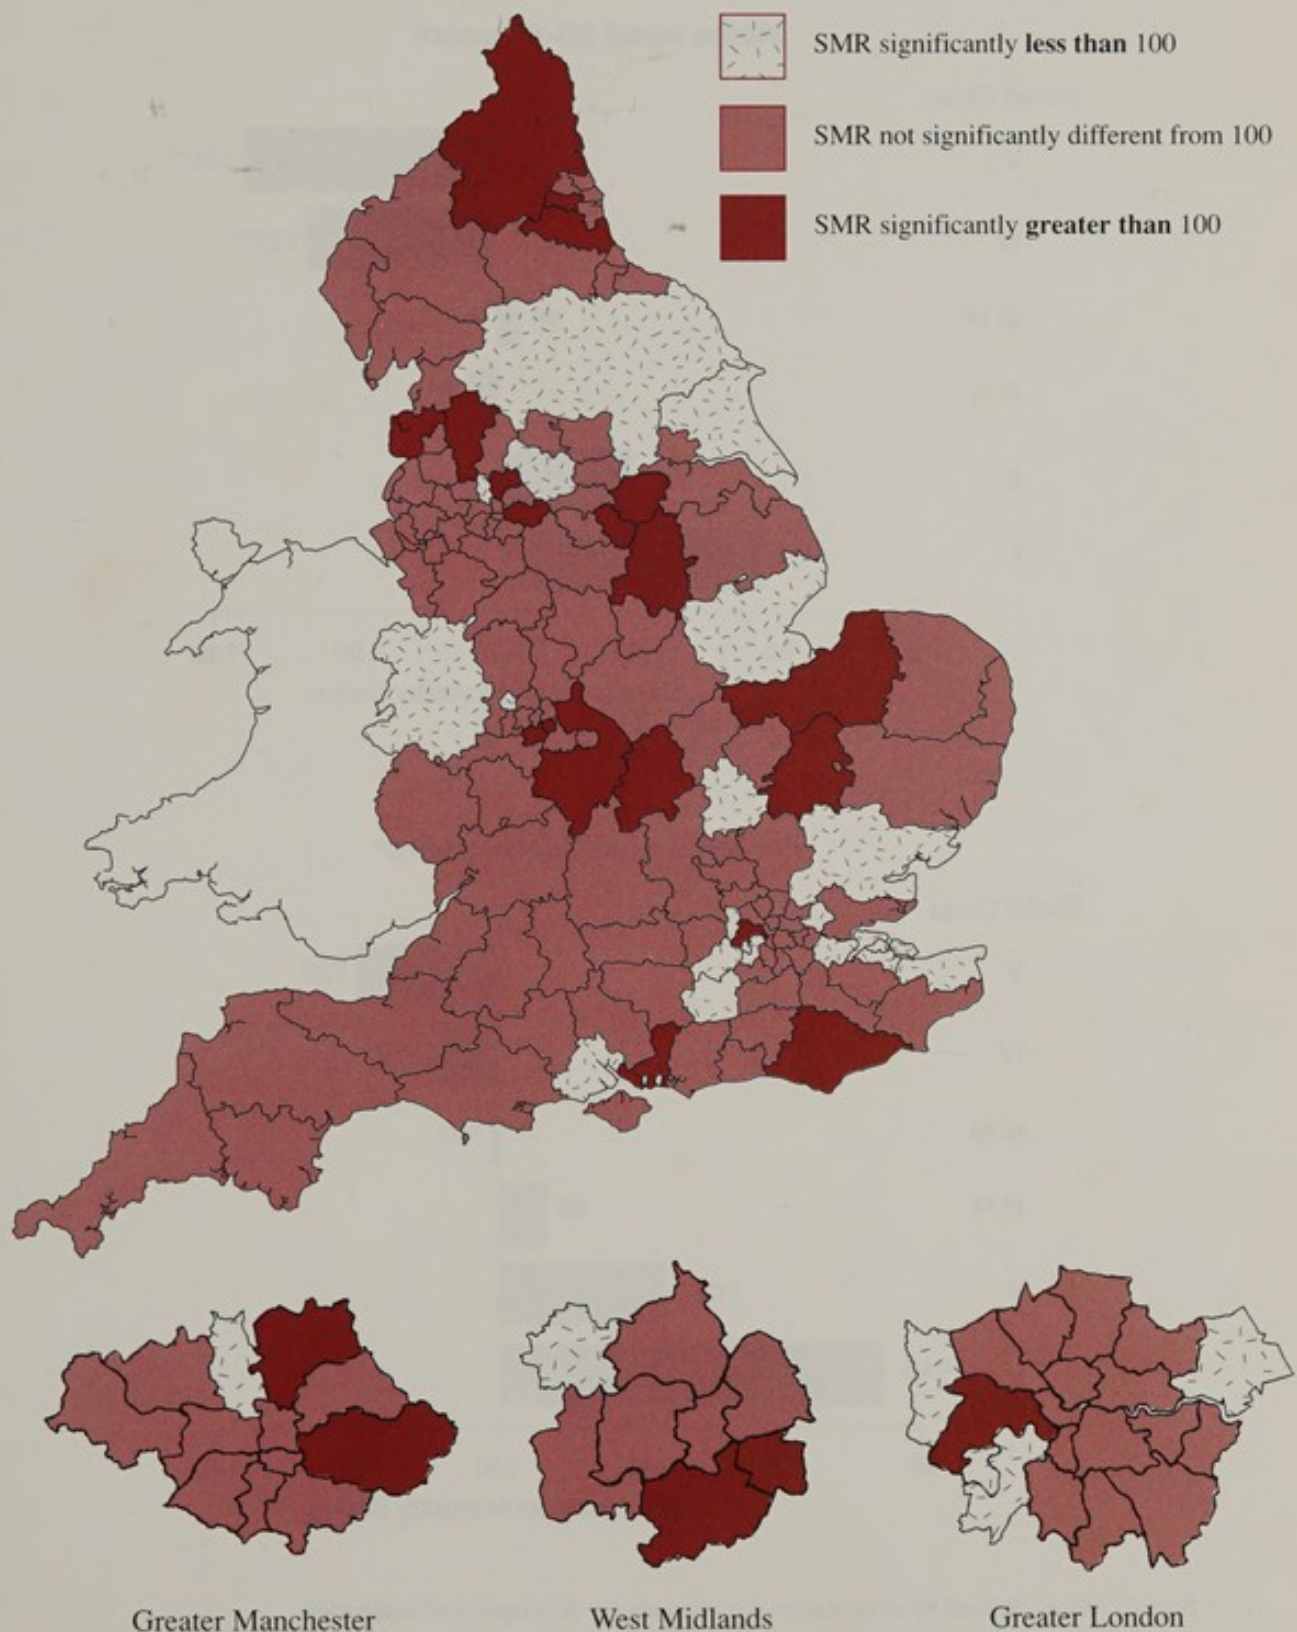 SMR significantly less than 100
SMR not significantly different from 100
SMR significantly greater than 100
Greater Manchester
West Midlands
Greater London